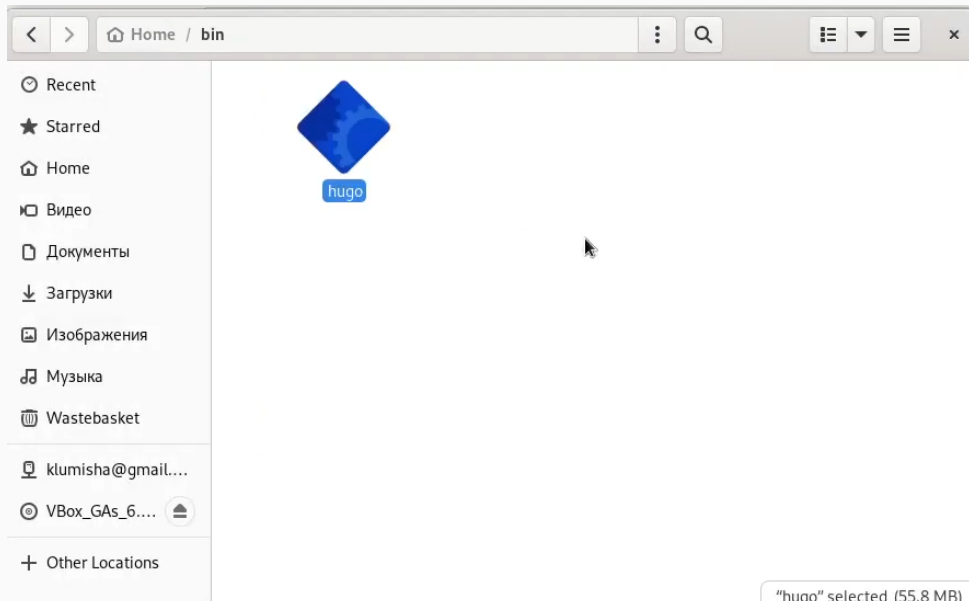 Home / bin
Recent
Starred
Home
Видео
Документы
Загрузки
Изображения
Музыка
Wastebasket
klumisha@gmail....
VBox_GAs_6....
Other Locations
hugo
"hugo" selected (55.8 MB)